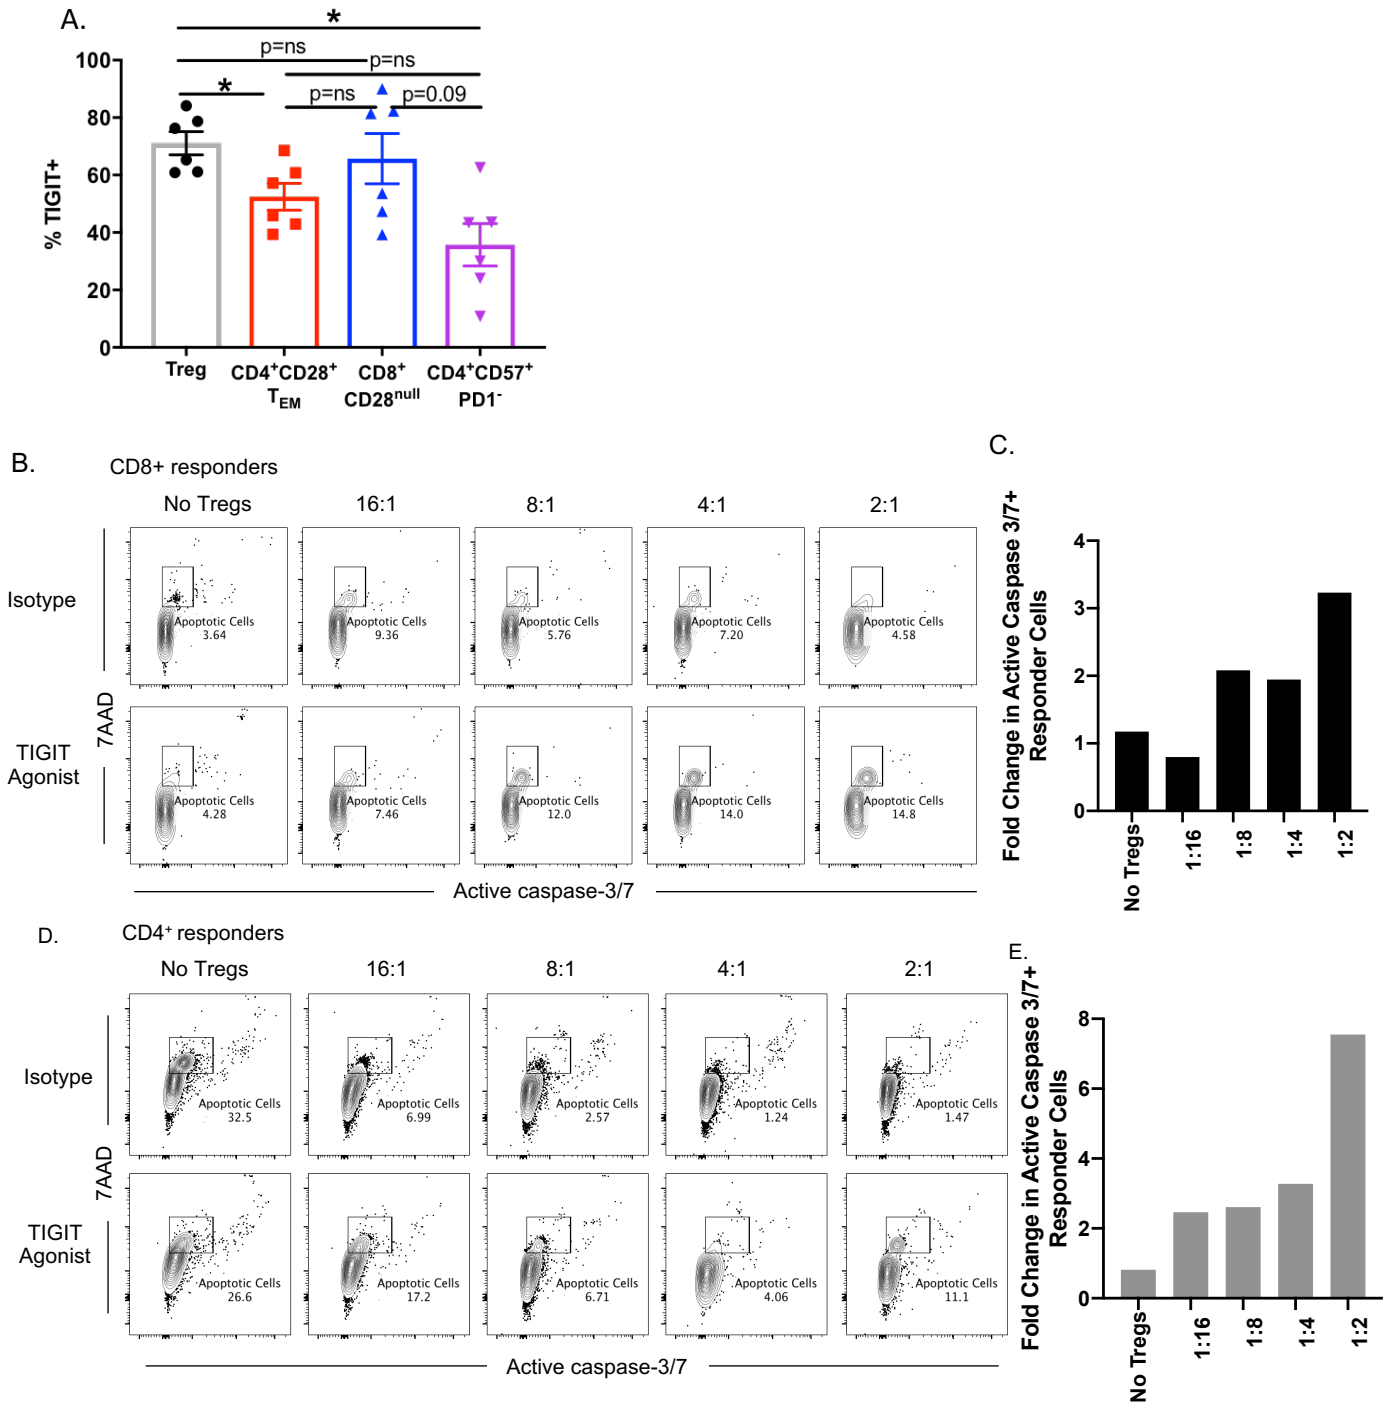 A.
*
p=ns
p=ns
*
p=ns
p=0.09
100
80
60
40
20
0
% TIGIT+
Treg
CD4+CD28+
TEM
CD8+
CD28null
CD4+CD57+
PD1-
B.
CD8+ responders
No Tregs 16:1 8:1 4:1 2:1
Isotype
Apoptotic Cells
3.64
Apoptotic Cells
9.36
Apoptotic Cells
5.76
Apoptotic Cells
7.20
Apoptotic Cells
4.58
7AAD
TIGIT
Agonist
Apoptotic Cells
4.28
Apoptotic Cells
7.46
Apoptotic Cells
12.0
Apoptotic Cells
14.0
Apoptotic Cells
14.8
Active caspase-3/7
C.
Fold Change in Active Caspase 3/7+
Responder Cells
4
3
2
1
0
No Tregs
1:16
1:8
1:4
1:2
D.
CD4+ responders
No Tregs 16:1 8:1 4:1 2:1
Isotype
Apoptotic Cells
32.5
Apoptotic Cells
6.99
Apoptotic Cells
2.57
Apoptotic Cells
1.24
Apoptotic Cells
1.47
7AAD
TIGIT
Agonist
Apoptotic Cells
26.6
Apoptotic Cells
17.2
Apoptotic Cells
6.71
Apoptotic Cells
4.06
Apoptotic Cells
11.1
Active caspase-3/7
E.
Fold Change in Active Caspase 3/7+
Responder Cells
8
6
4
2
0
No Tregs
1:16
1:8
1:4
1:2